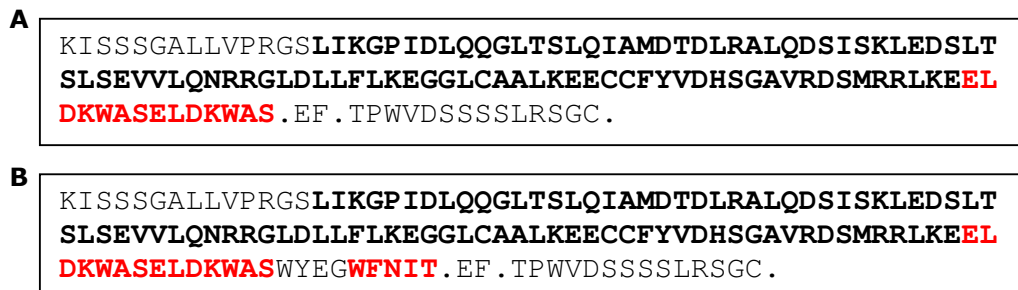 A
KISSSGALLVPRGSLIKGPIDLQQGLTSLQIAMDTDLRALQDSISKLEDSLT
SLSEVVLQNRRGLDLLFLKEGGLCAALKEECCFYVDHSGAVRDSMRRLKEEL
DKWASELDKWAS.EF.TPWVDSSSSLRSGC.
B
KISSSGALLVPRGSLIKGPIDLQQGLTSLQIAMDTDLRALQDSISKLEDSLT
SLSEVVLQNRRGLDLLFLKEGGLCAALKEECCFYVDHSGAVRDSMRRLKEEL
DKWASELDKWASWYEGWFNIT.EF.TPWVDSSSSLRSGC.